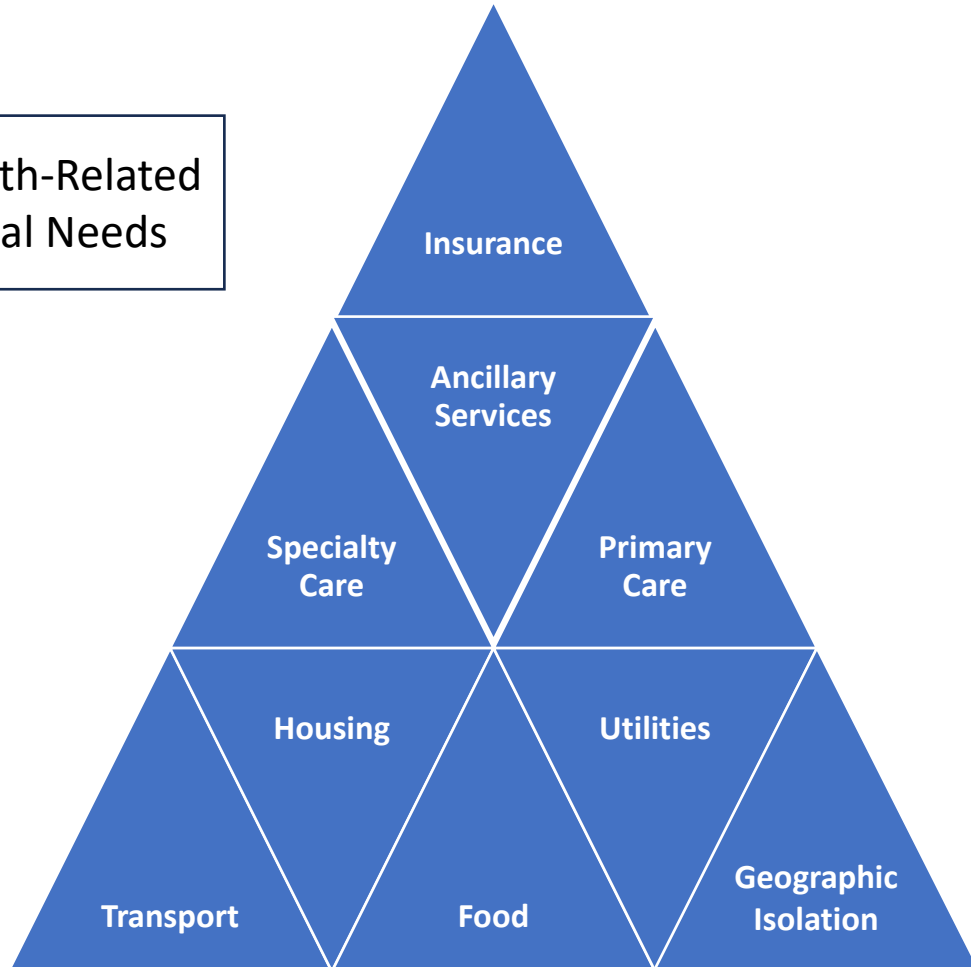 th-Related
al Needs
Insurance
Ancillary
Services
Specialty
Care
Primary
Care
Housing
Utilities
Transport
Food
Geographic
Isolation